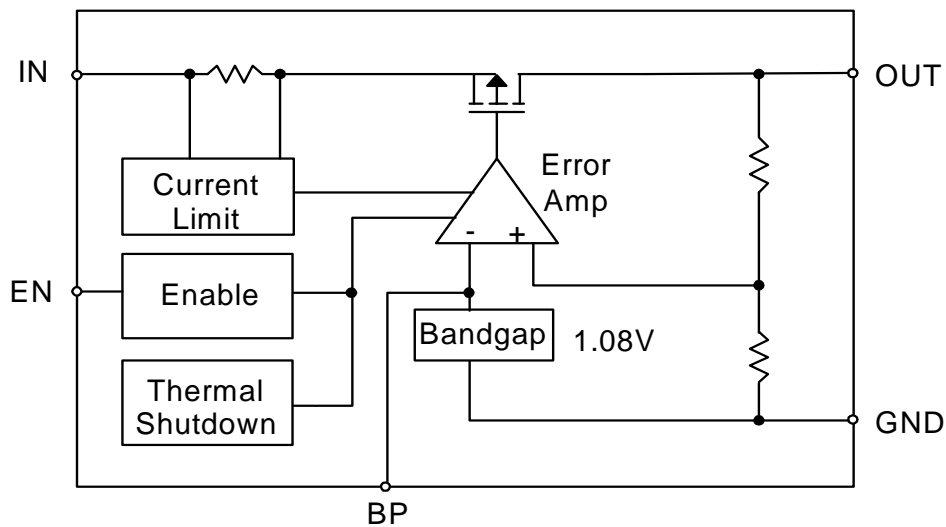 IN
OUT
Error
Amp
Current
Limit
- +
EN
Enable
Bandgap
1.08V
Thermal
Shutdown
GND
BP